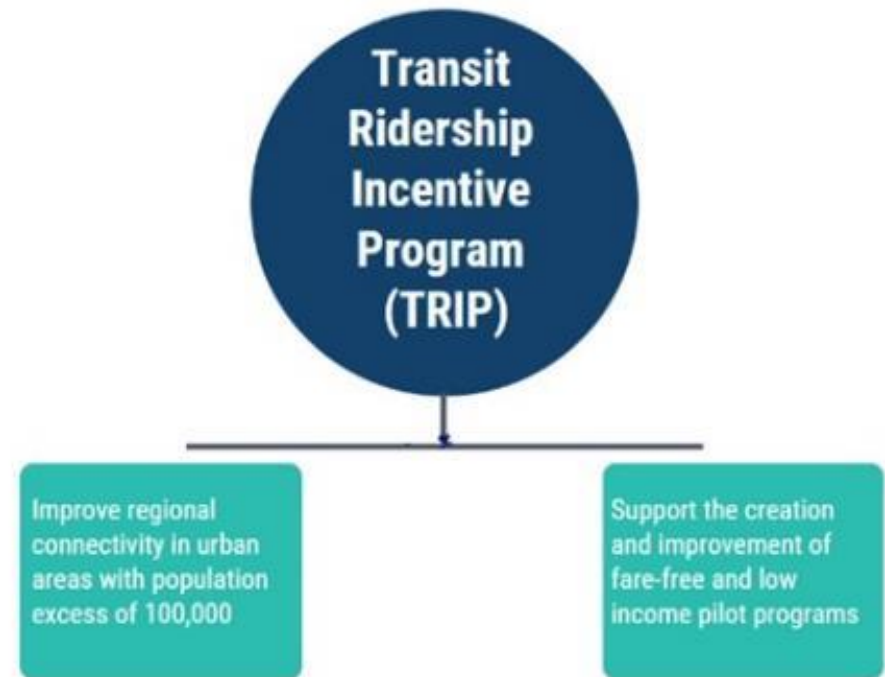 Transit
Ridership
Incentive
Program
(TRIP)
Improve regional
connectivity in urban
areas with population
excess of 100,000
Support the creation
and improvement of
fare-free and low
income pilot programs